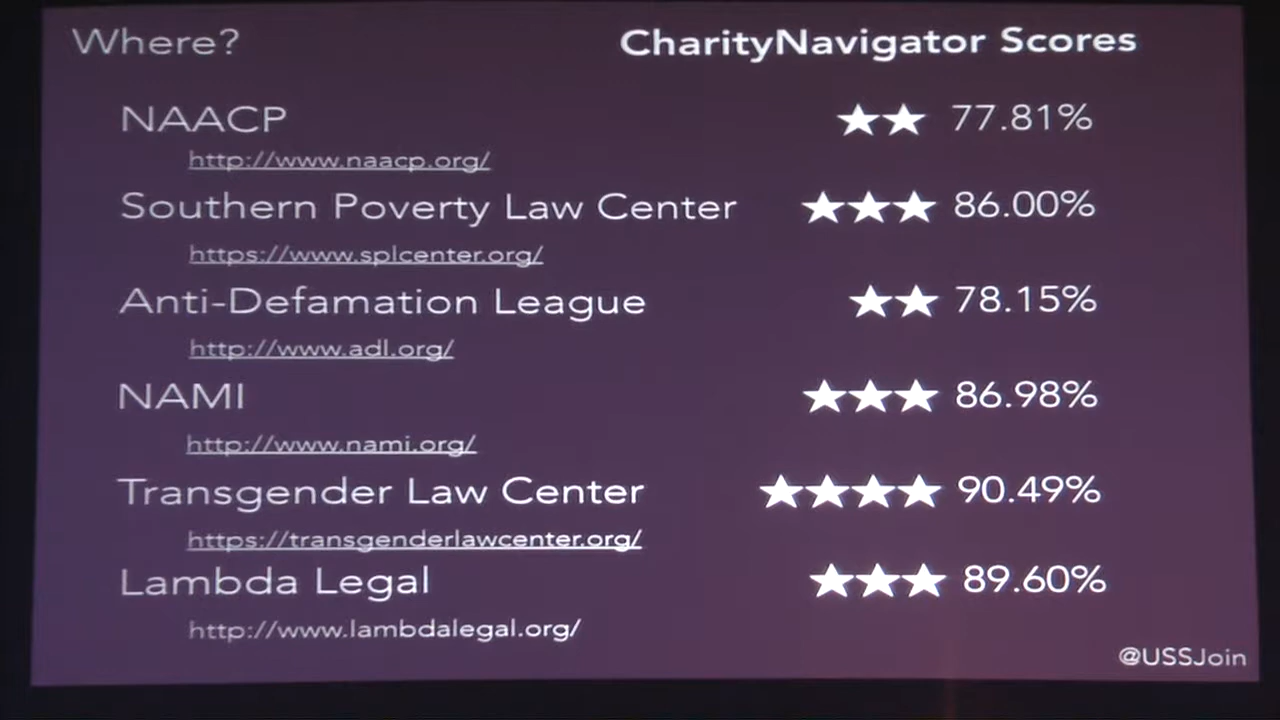 Where? CharityNavigator Scores
NAACP ★★ 77.81%
http://www.naacp.org/
Southern Poverty Law Center ★★★ 86.00%
https://www.splcenter.org/
Anti-Defamation League ★★ 78.15%
http://www.adl.org/
NAMI ★★★ 86.98%
http://www.nami.org/
Transgender Law Center ★★★★ 90.49%
https://transgenderlawcenter.org/
Lambda Legal ★★★ 89.60%
http://www.lambdalegal.org/
@USSJoin